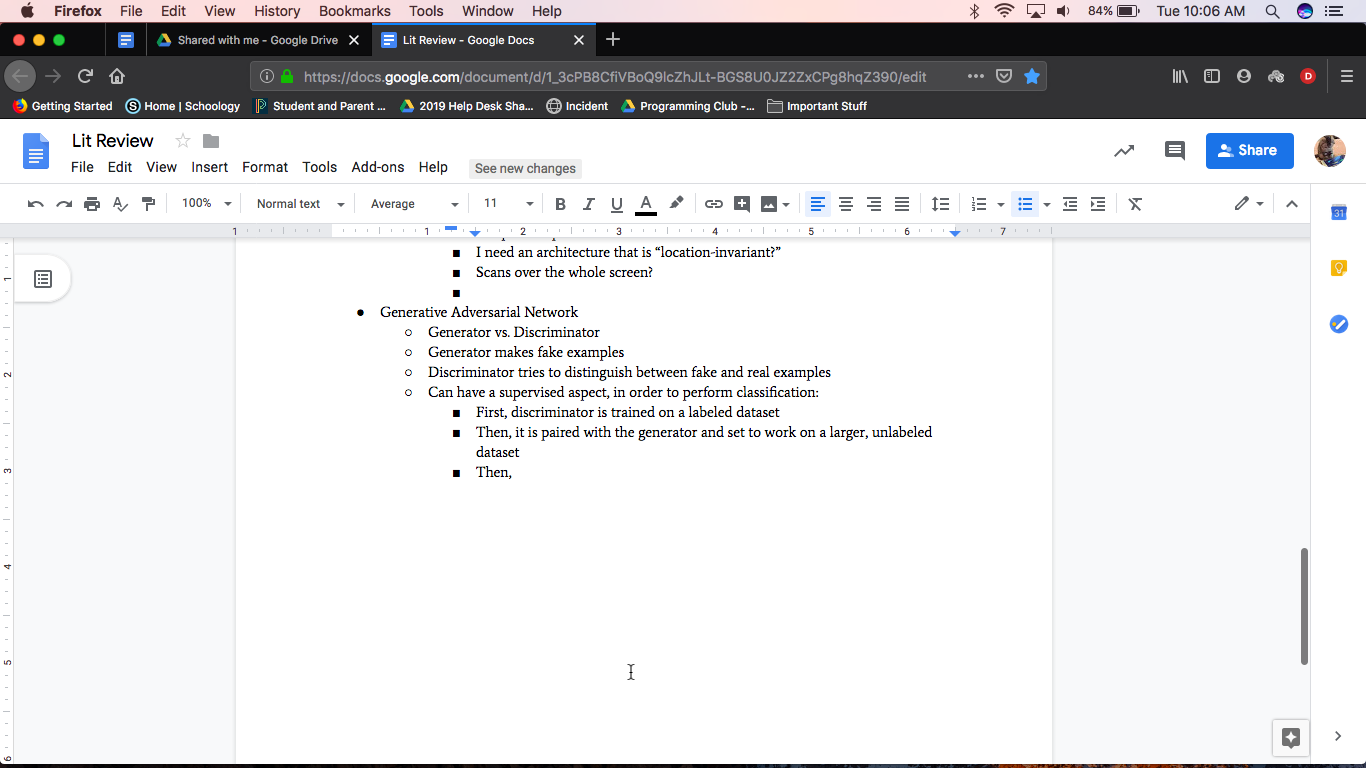 Firefox File Edit View History Bookmarks Tools Window Help 84% Tue 10:06 AM
Shared with me - Google Drive Lit Review - Google Docs
https://docs.google.com/document/d/1_3cPB8CfiVBoQ9lcZhJLt-BGS8U0JZ2ZxCPg8hqZ390/edit D
Getting Started Home | Schoology Student and Parent ... 2019 Help Desk Sha... Incident Programming Club -... Important Stuff
Lit Review
File Edit View Insert Format Tools Add-ons Help See new changes
Share
100% Normal text Average 11 B I U A
1 1 2 3 4 5 6 7
31
■ I need an architecture that is “location-invariant?”
■ Scans over the whole screen?
■
● Generative Adversarial Network
○ Generator vs. Discriminator
○ Generator makes fake examples
○ Discriminator tries to distinguish between fake and real examples
○ Can have a supervised aspect, in order to perform classification:
■ First, discriminator is trained on a labeled dataset
■ Then, it is paired with the generator and set to work on a larger, unlabeled
dataset
■ Then,
1
2
3
4
5
6